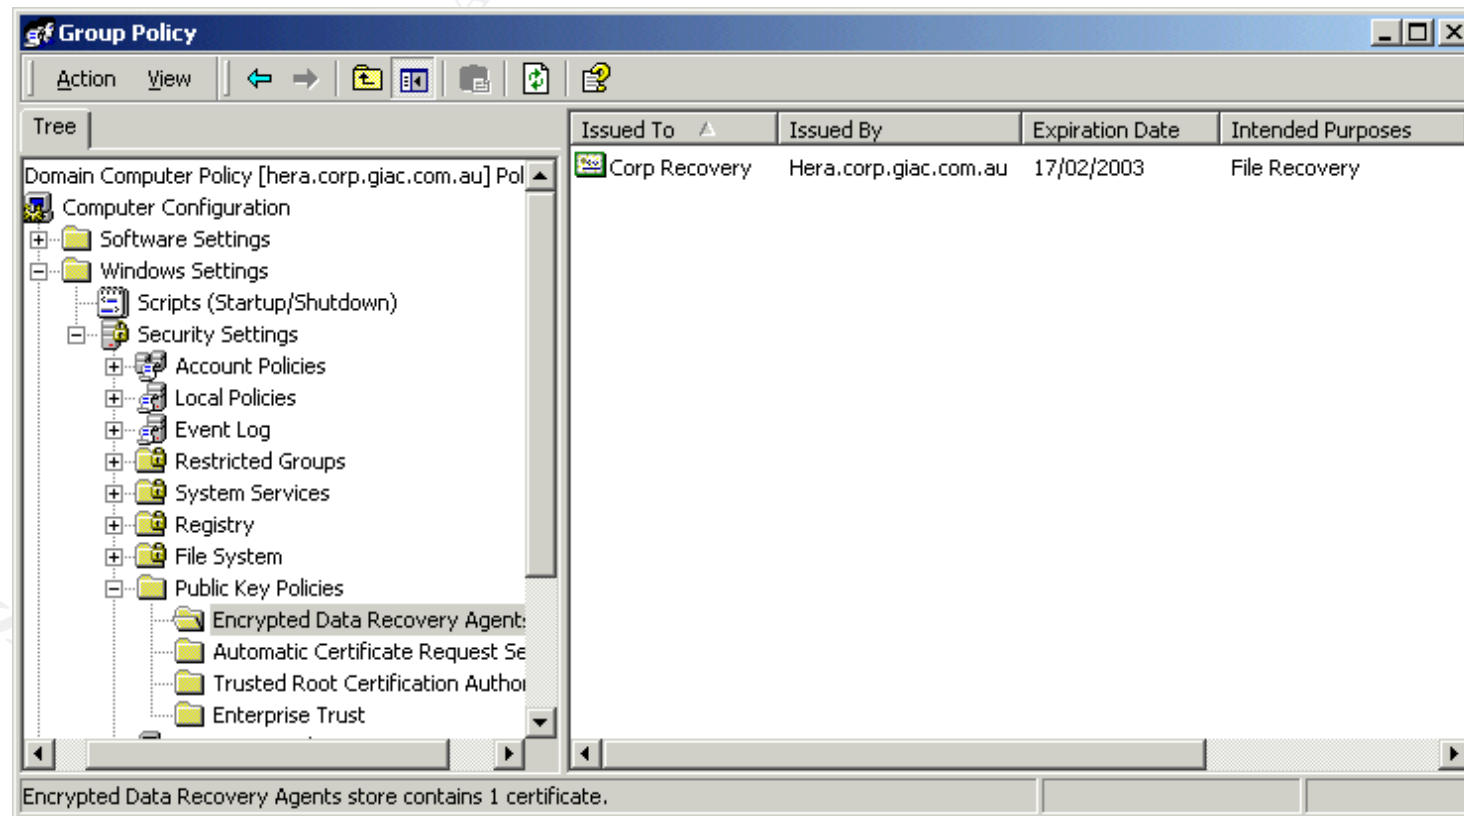 Group Policy
Action View
Tree
Issued To Issued By Expiration Date Intended Purposes
Corp Recovery Hera.corp.giac.com.au 17/02/2003 File Recovery
Domain Computer Policy [hera.corp.giac.com.au] Pol
Computer Configuration
Software Settings
Windows Settings
Scripts (Startup/Shutdown)
Security Settings
Account Policies
Local Policies
Event Log
Restricted Groups
System Services
Registry
File System
Public Key Policies
Encrypted Data Recovery Agent
Automatic Certificate Request Se
Trusted Root Certification Author
Enterprise Trust
Encrypted Data Recovery Agents store contains 1 certificate.